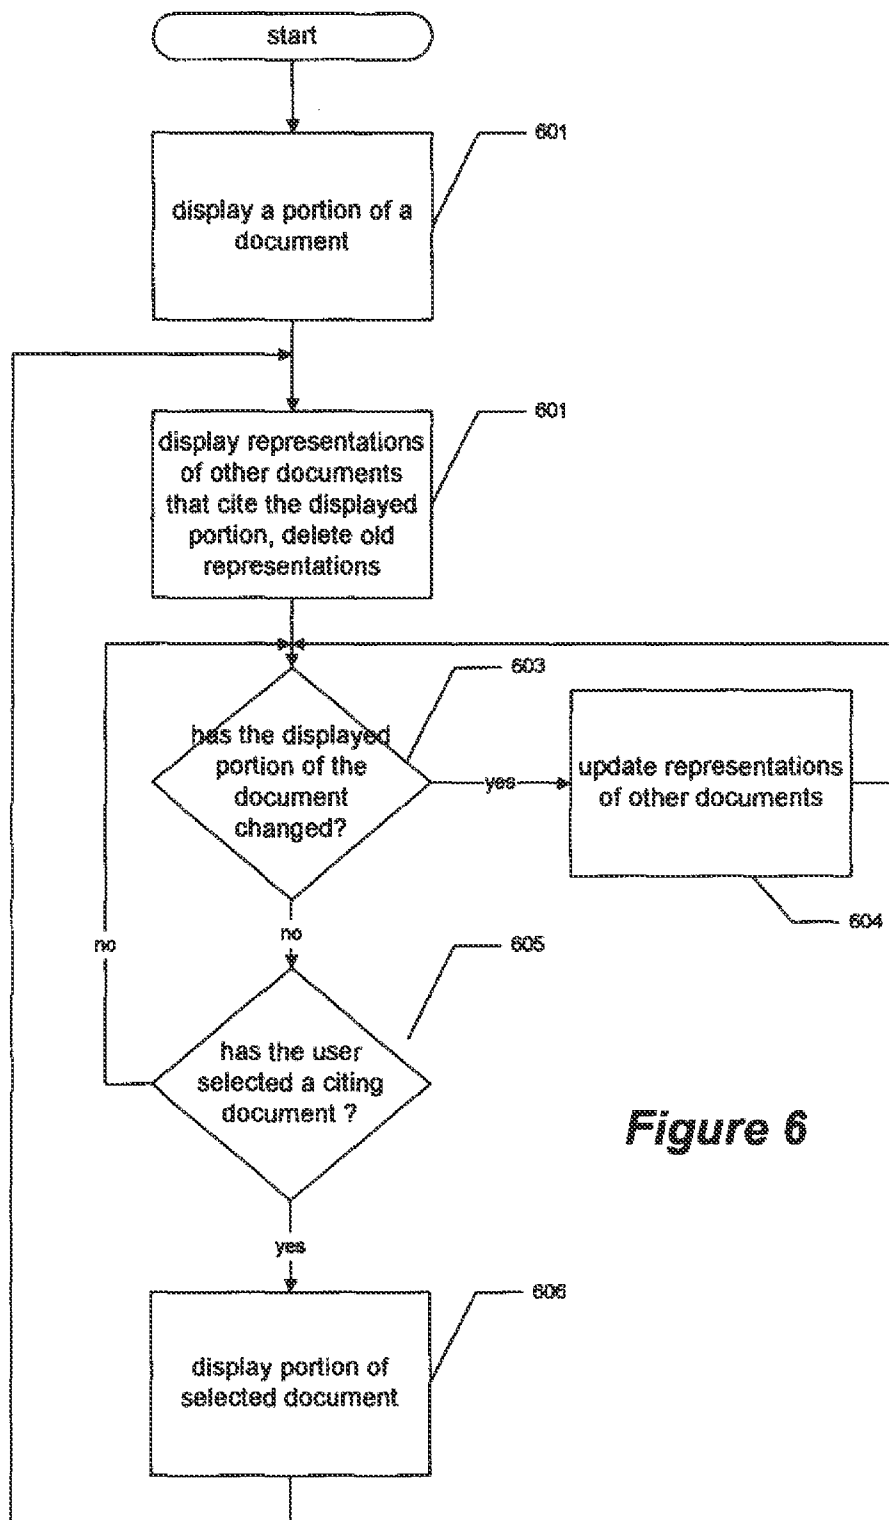 start
601
display a portion of a
document
601
display representations
of other documents
that cite the displayed
portion, delete old
representations
603
has the displayed
portion of the
document
changed?
yes
update representations
of other documents
604
no
no
605
has the user
selected a citing
document ?
Figure 6
yes
606
display portion of
selected document